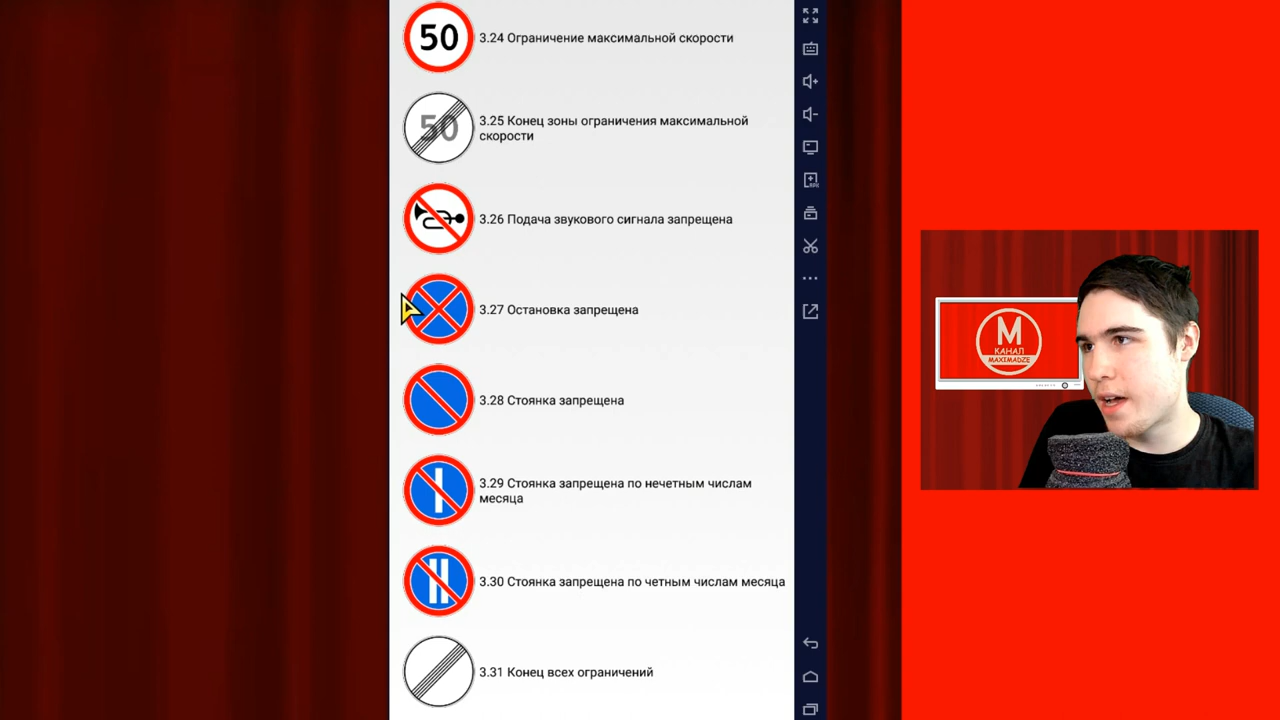 50
3.24 Ограничение максимальной скорости
50
3.25 Конец зоны ограничения максимальной
скорости
3.26 Подача звукового сигнала запрещена
3.27 Остановка запрещена
3.28 Стоянка запрещена
3.29 Стоянка запрещена по нечетным числам
месяца
3.30 Стоянка запрещена по четным числам месяца
3.31 Конец всех ограничений
М
КАНАЛ
MAXIMADZE